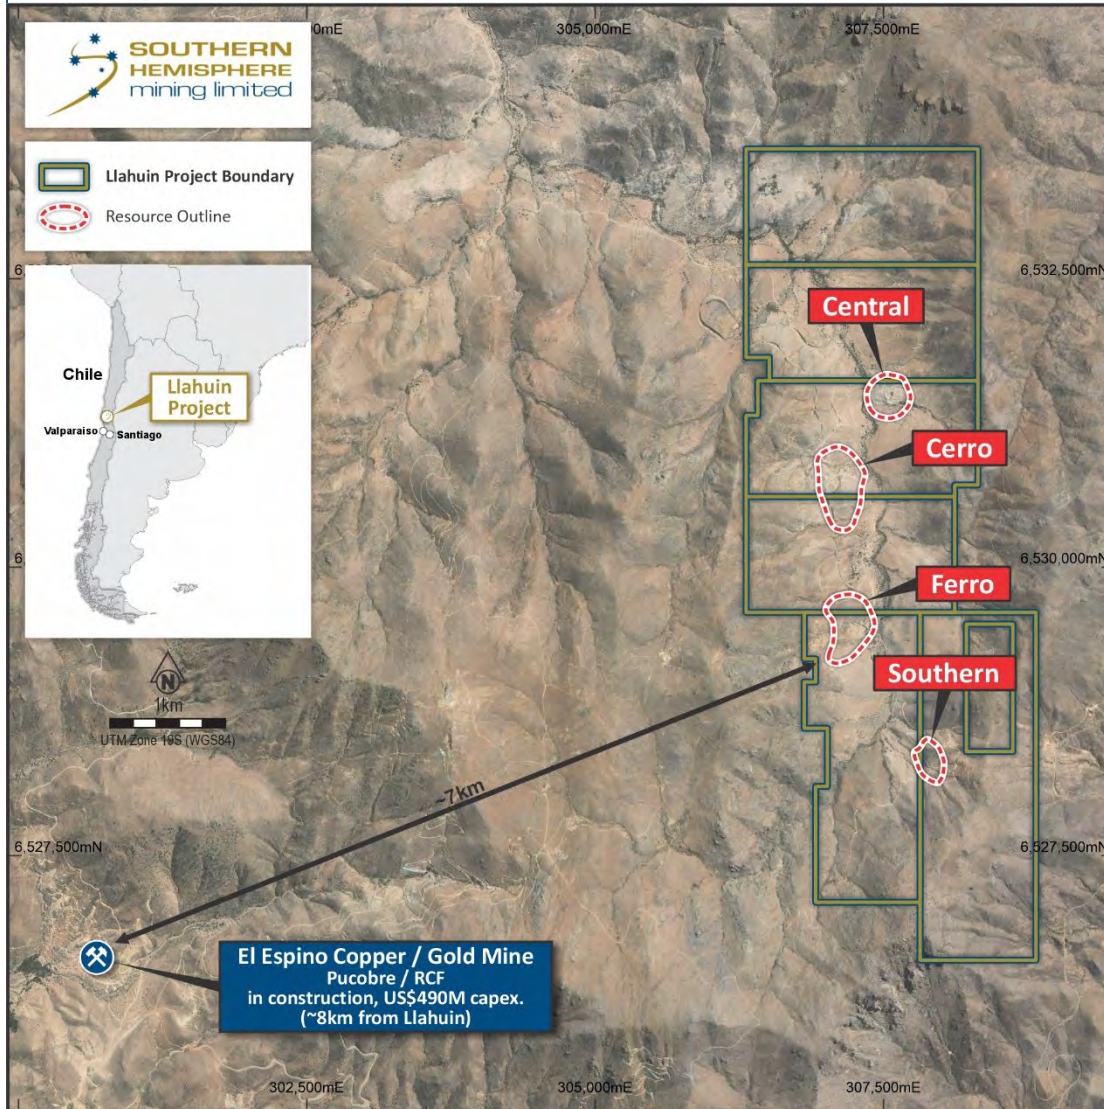 305,000mE
307,500mE
SOUTHERN
HEMISPHERE
mining limited
Llahuin Project Boundary
Resource Outline
6,532,500mN
Central
Chile
Llahuin
Project
Valparaiso
Santiago
Cerro
6,530,000mN
Ferro
Southern
N
1km
UTM Zone 19S (WGS84)
~7km
6,527,500mN
6,527,500mN
El Espino Copper / Gold Mine
Pucobre / RCF
in construction, US$490M capex.
(~8km from Llahuin)
302,500mE
305,000mE
307,500mE